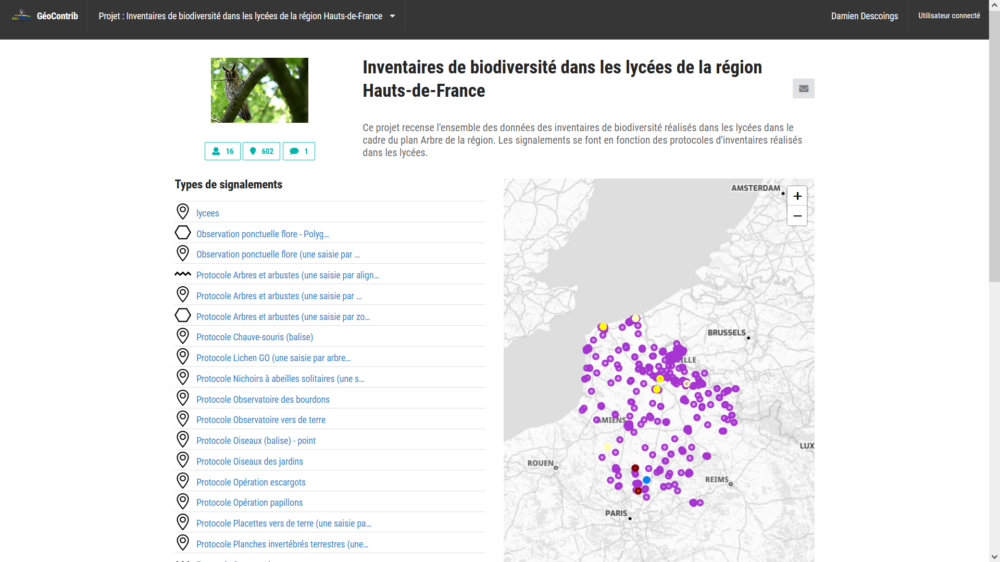 GéoContrib
Projet : Inventaires de biodiversité dans les lycées de la région Hauts-de-France
Damien Descoings
Utilisateur connecté
Inventaires de biodiversité dans les lycées de la région
Hauts-de-France
Ce projet recense l'ensemble des données des inventaires de biodiversité réalisés dans les lycées dans le
cadre du plan Arbre de la région. Les signalements se font en fonction des protocoles d'inventaires réalisés
dans les lycées.
16
602
1
Types de signalements
lycees
Observation ponctuelle flore - Polyg...
Observation ponctuelle flore (une saisie par ...
Protocole Arbres et arbustes (une saisie par align...
Protocole Arbres et arbustes (une saisie par ...
Protocole Arbres et arbustes (une saisie par zo...
Protocole Chauve-souris (balise)
Protocole Lichen GO (une saisie par arbre...
Protocole Nichoirs à abeilles solitaires (une s...
Protocole Observatoire des bourdons
Protocole Observatoire vers de terre
Protocole Oiseaux (balise) - point
Protocole Oiseaux des jardins
Protocole Opération escargots
Protocole Opération papillons
Protocole Placettes vers de terre (une saisie pa...
Protocole Planches invertébrés terrestres (une...
AMSTERDAM
+
−
BRUSSELS
ILLE
AMIENS
LUX
ROUEN
REIMS
PARIS